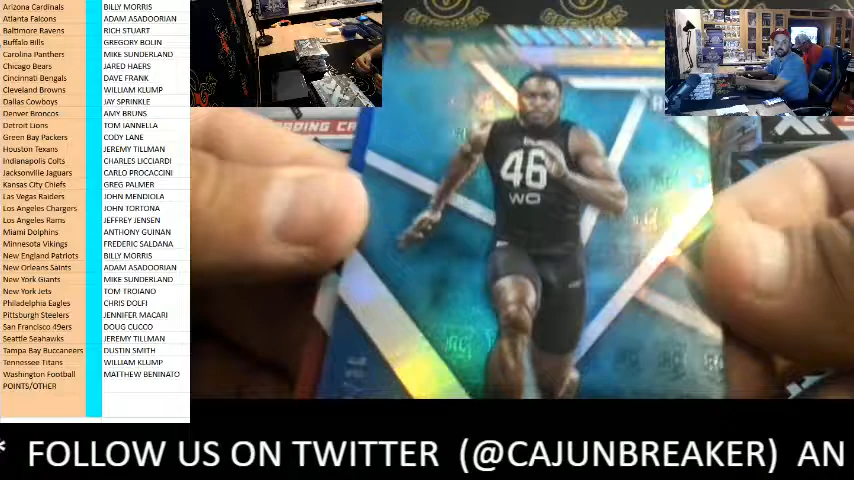 Arizona Cardinals BILLY MORRIS
Atlanta Falcons ADAM ASADOORIAN
Baltimore Ravens RICH STUART
Buffalo Bills GREGORY BOLIN
Carolina Panthers MIKE SUNDERLAND
Chicago Bears JARED HAERS
Cincinnati Bengals DAVE FRANK
Cleveland Browns WILLIAM KLUMP
Dallas Cowboys JAY SPRINKLE
Denver Broncos AMY BRUNS
Detroit Lions TOM IANNELLA
Green Bay Packers CODY LANE
Houston Texans JEREMY TILLMAN
Indianapolis Colts CHARLES LICCIARDI
Jacksonville Jaguars CARLO PROCACCINI
Kansas City Chiefs GREG PALMER
Las Vegas Raiders JOHN MENDIOLA
Los Angeles Chargers JOHN TORTONA
Los Angeles Rams JEFFREY JENSEN
Miami Dolphins ANTHONY GUINAN
Minnesota Vikings FREDERIC SALDANA
New England Patriots BILLY MORRIS
New Orleans Saints ADAM ASADOORIAN
New York Giants MIKE SUNDERLAND
New York Jets TOM TROIANO
Philadelphia Eagles CHRIS DOLFI
Pittsburgh Steelers JENNIFER MACARI
San Francisco 49ers DOUG CUCCO
Seattle Seahawks JEREMY TILLMAN
Tampa Bay Buccaneers DUSTIN SMITH
Tennessee Titans WILLIAM KLUMP
Washington Football MATTHEW BENINATO
POINTS/OTHER
46
WO
* FOLLOW US ON TWITTER (@CAJUNBREAKER) AN